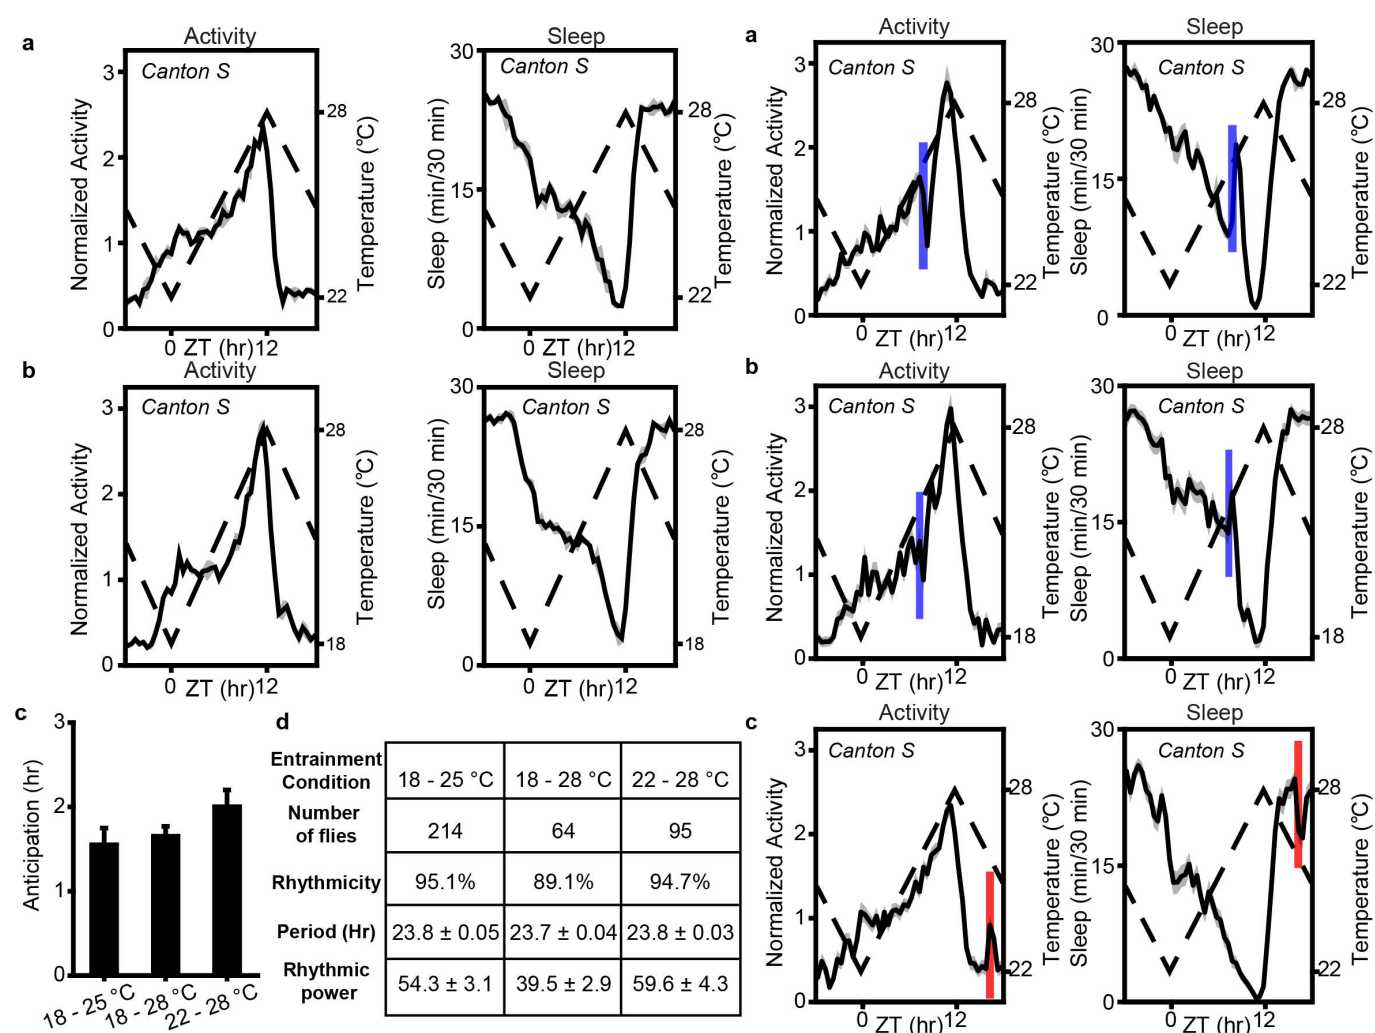 a
Activity
Canton S
Normalized Activity
3
2
1
0
28
22
Temperature (°C)
0 ZT (hr) 12
Sleep
Canton S
Sleep (min/30 min)
30
15
0
28
22
Temperature (°C)
0 ZT (hr) 12
b
Activity
Canton S
Normalized Activity
3
2
1
0
28
18
Temperature (°C)
0 ZT (hr) 12
Sleep
Canton S
Sleep (min/30 min)
30
15
0
28
18
Temperature (°C)
0 ZT (hr) 12
c
Anticipation (hr)
3
2
1
0
18 - 25 °C
18 - 28 °C
22 - 28 °C
d
Entrainment
Condition
18 - 25 °C 18 - 28 °C 22 - 28 °C
Number
of flies
214 64 95
Rhythmicity 95.1% 89.1% 94.7%
Period (Hr) 23.8 ± 0.05 23.7 ± 0.04 23.8 ± 0.03
Rhythmic
power
54.3 ± 3.1 39.5 ± 2.9 59.6 ± 4.3
a
Activity
Canton S
Normalized Activity
3
2
1
0
28
22
Temperature (°C)
0 ZT (hr) 12
Sleep
Canton S
Sleep (min/30 min)
30
15
0
28
22
Temperature (°C)
0 ZT (hr) 12
b
Activity
Canton S
Normalized Activity
3
2
1
0
28
18
Temperature (°C)
0 ZT (hr) 12
Sleep
Canton S
Sleep (min/30 min)
30
15
0
28
18
Temperature (°C)
0 ZT (hr) 12
c
Activity
Canton S
Normalized Activity
3
2
1
0
28
22
Temperature (°C)
0 ZT (hr) 12
Sleep
Canton S
Sleep (min/30 min)
30
15
0
28
22
Temperature (°C)
0 ZT (hr) 12